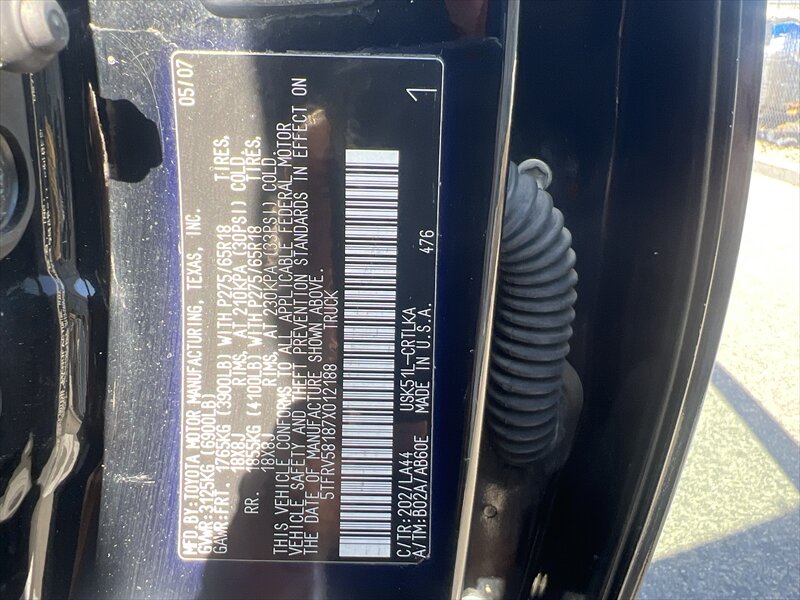 MFD BY:TOYOTA MOTOR MANUFACTURING, TEXAS, INC. 05/07
GVWR:3125KG (6900LB)
GAWR:FRT. 1765KG (3900LB) WITH P275/65R18 TIRES,
18X8J RIMS, AT 210KPA (30PSI) COLD
RR. 1855KG (4100LB) WITH P275/65R18 TIRES,
18X8J RIMS, AT 230KPA (33PSI) COLD.
THIS VEHICLE CONFORMS TO ALL APPLICABLE FEDERAL MOTOR
VEHICLE SAFETY AND THEFT PREVENTION STANDARDS IN EFFECT ON
THE DATE OF MANUFACTURE SHOWN ABOVE.
5TFRV58187X012188 TRUCK
C/TR:202/LA44 USK51L-CRTLKA
A/TM:B02A/AB60E MADE IN U.S.A. 476
1